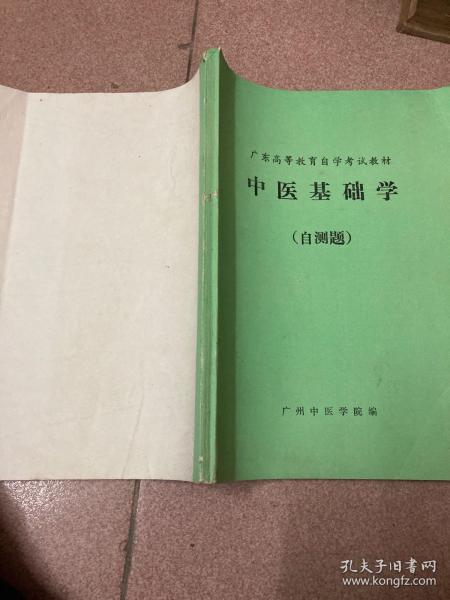 广东高等教育自学考试教材
中医基础学
(自测题)
广州中医学院编
孔夫子旧书网
www.kongfz.com